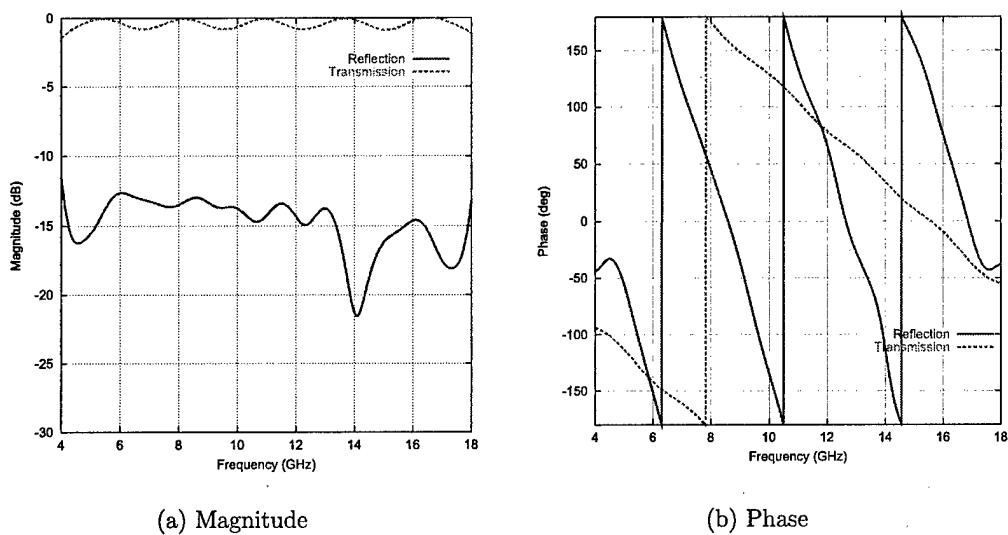 0
-5
-10
-15
-20
-25
-30
Magnitude (dB)
Reflection
Transmission
4 6 8 10 12 14 16 18
Frequency (GHz)
(a) Magnitude
150
100
50
0
-50
-100
-150
Phase (deg)
Reflection
Transmission
4 6 8 10 12 14 16 18
Frequency (GHz)
(b) Phase